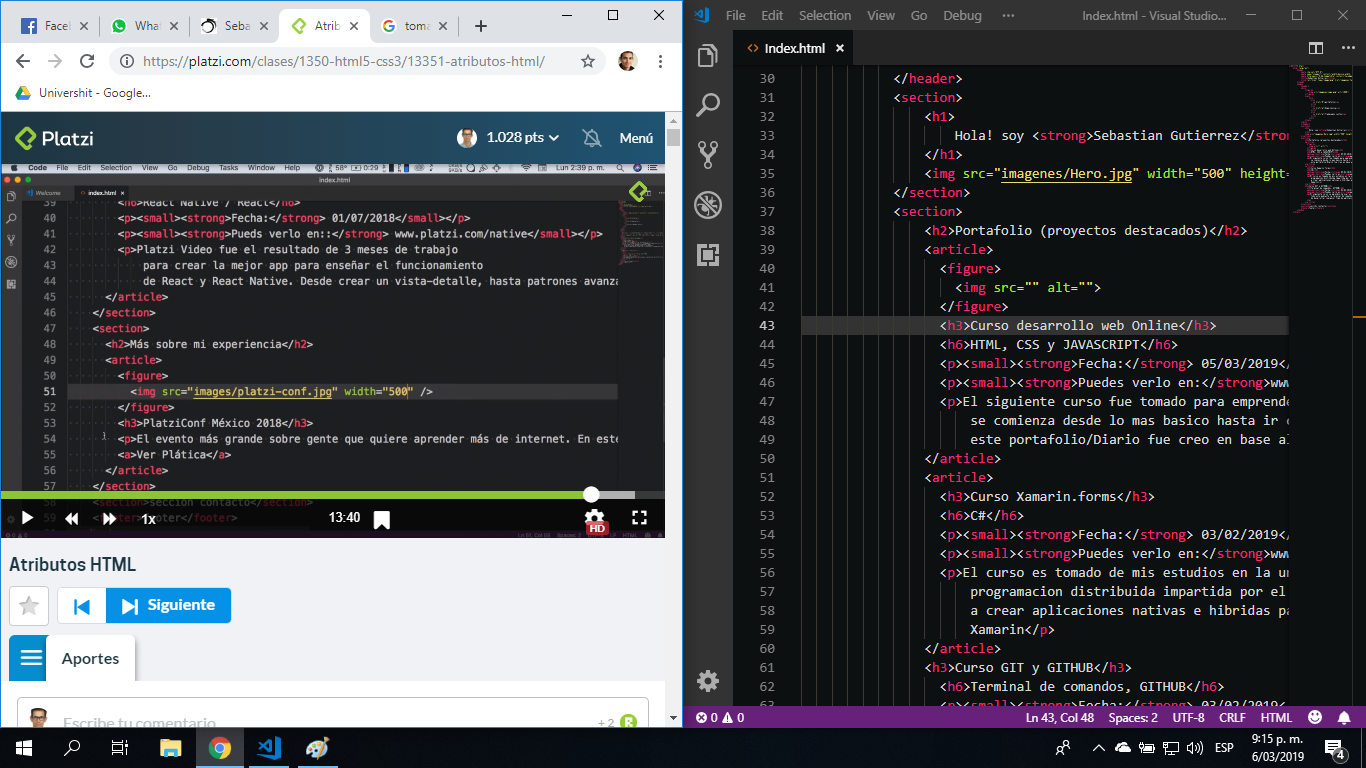 Facel
What
Seba
Atrib
toma
https://platzi.com/clases/1350-html5-css3/13351-atributos-html/
Univershit - Google...
Platzi
1.028 pts
Menú
Code File Edit Selection View Go Debug Tasks Window Help
58° 0:29
Lun 2:39 p.m.
index.html
Welcome
index.html
39 <h6>React Native / React</h6>
40 <p><small><strong>Fecha:</strong> 01/07/2018</small></p>
41 <p><small><strong>Pueds verlo en::</strong> www.platzi.com/native</small></p>
42 <p>Platzi Video fue el resultado de 3 meses de trabajo
43 para crear la mejor app para enseñar el funcionamiento
44 de React y React Native. Desde crear un vista-detalle, hasta patrones avanza
45 </article>
46 </section>
47 <section>
48 <h2>Más sobre mi experiencia</h2>
49 <article>
50 <figure>
51 <img src="images/platzi-conf.jpg" width="500" />
52 </figure>
53 <h3>PlatziConf México 2018</h3>
54 <p>El evento más grande sobre gente que quiere aprender más de internet. En este
55 <a>Ver Plática</a>
56 </article>
57 </section>
58 <section>sección contacto</section>
59 <footer>footer</footer>
1x
13:40
HD
Atributos HTML
Siguiente
Aportes
Escribe tu comentario
+2
File Edit Selection View Go Debug ···
Index.html - Visual Studio...
Index.html
30 </header>
31 <section>
32 <h1>
33 Hola! soy <strong>Sebastian Gutierrez</stron
34 </h1>
35 <img src="imagenes/Hero.jpg" width="500" height=
36 </section>
37 <section>
38 <h2>Portafolio (proyectos destacados)</h2>
39 <article>
40 <figure>
41 <img src="" alt="">
42 </figure>
43 <h3>Curso desarrollo web Online</h3>
44 <h6>HTML, CSS y JAVASCRIPT</h6>
45 <p><small><strong>Fecha:</strong> 05/03/2019</
46 <p><small><strong>Puedes verlo en:</strong>www
47 <p>El siguiente curso fue tomado para emprende
48 se comienza desde lo mas basico hasta ir c
49 este portafolio/Diario fue creo en base al
50 </article>
51 <article>
52 <h3>Curso Xamarin.forms</h3>
53 <h6>C#</h6>
54 <p><small><strong>Fecha:</strong> 03/02/2019</
55 <p><small><strong>Puedes verlo en:</strong>www
56 <p>El curso es tomado de mis estudios en la un
57 programacion distribuida impartida por el
58 a crear aplicaciones nativas e hibridas pa
59 Xamarin</p>
60 </article>
61 <h3>Curso GIT y GITHUB</h3>
62 <h6>Terminal de comandos, GITHUB</h6>
63 <p><small><strong>Fecha:</strong> 03/02/2019</
0 0
Ln 43, Col 48 Spaces: 2 UTF-8 CRLF HTML
ESP
9:15 p. m.
6/03/2019
4